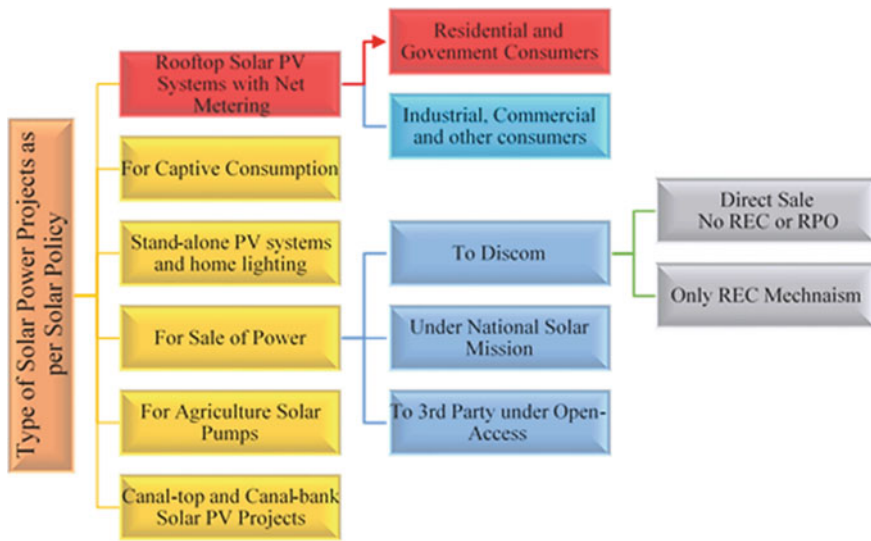 Type of Solar Power Projects as
per Solar Policy
Rooftop Solar PV
Systems with Net
Metering
Residential and
Govenment Consumers
Industrial, Commercial
and other consumers
For Captive Consumption
Stand-alone PV systems
and home lighting
For Sale of Power
To Discom
Direct Sale
No REC or RPO
Only REC Mechnaism
Under National Solar
Mission
To 3rd Party under Open-
Access
For Agriculture Solar
Pumps
Canal-top and Canal-bank
Solar PV Projects